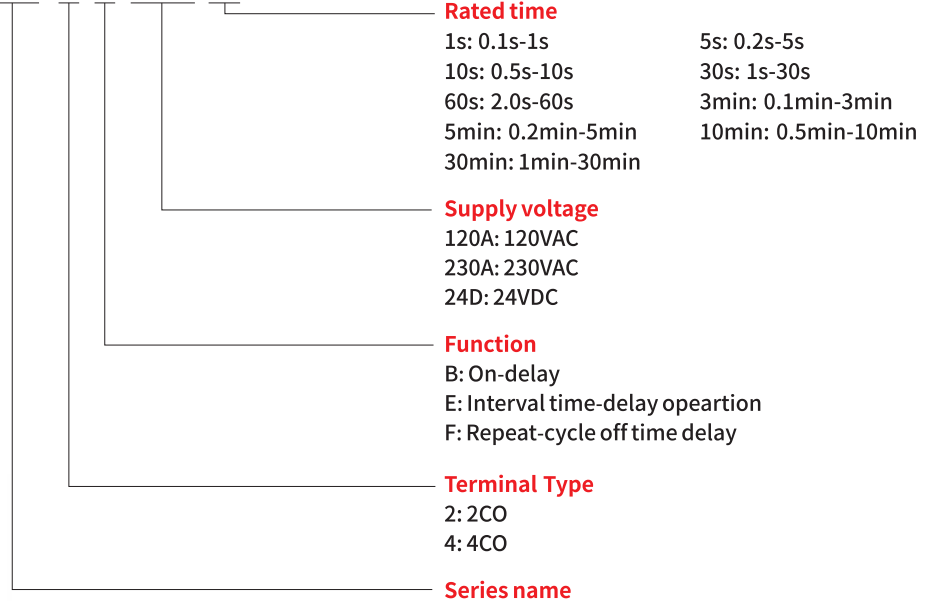 Rated time
1s: 0.1s-1s 5s: 0.2s-5s
10s: 0.5s-10s 30s: 1s-30s
60s: 2.0s-60s 3min: 0.1min-3min
5min: 0.2min-5min 10min: 0.5min-10min
30min: 1min-30min
Supply voltage
120A: 120VAC
230A: 230VAC
24D: 24VDC
Function
B: On-delay
E: Interval time-delay opeartion
F: Repeat-cycle off time delay
Terminal Type
2: 2CO
4: 4CO
Series name